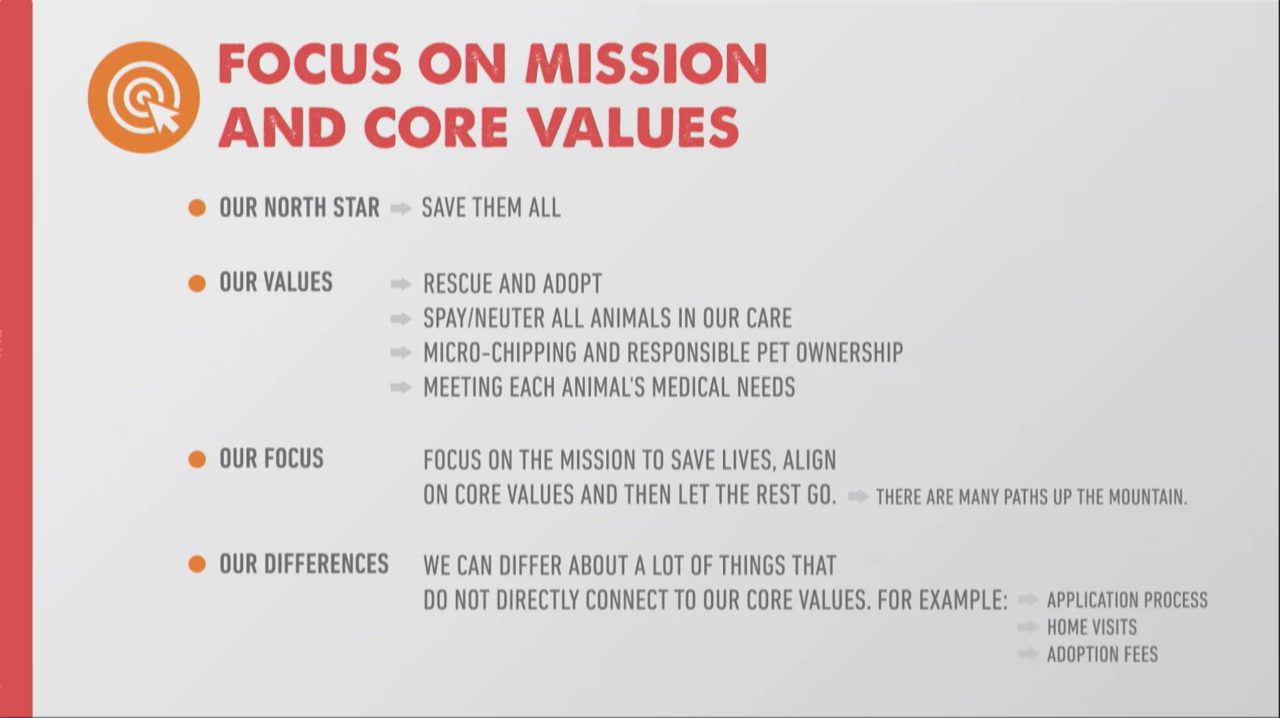 FOCUS ON MISSION
AND CORE VALUES
OUR NORTH STAR SAVE THEM ALL
OUR VALUES RESCUE AND ADOPT
SPAY/NEUTER ALL ANIMALS IN OUR CARE
MICRO-CHIPPING AND RESPONSIBLE PET OWNERSHIP
MEETING EACH ANIMAL'S MEDICAL NEEDS
OUR FOCUS FOCUS ON THE MISSION TO SAVE LIVES, ALIGN
ON CORE VALUES AND THEN LET THE REST GO. THERE ARE MANY PATHS UP THE MOUNTAIN.
OUR DIFFERENCES WE CAN DIFFER ABOUT A LOT OF THINGS THAT
DO NOT DIRECTLY CONNECT TO OUR CORE VALUES. FOR EXAMPLE: APPLICATION PROCESS
HOME VISITS
ADOPTION FEES